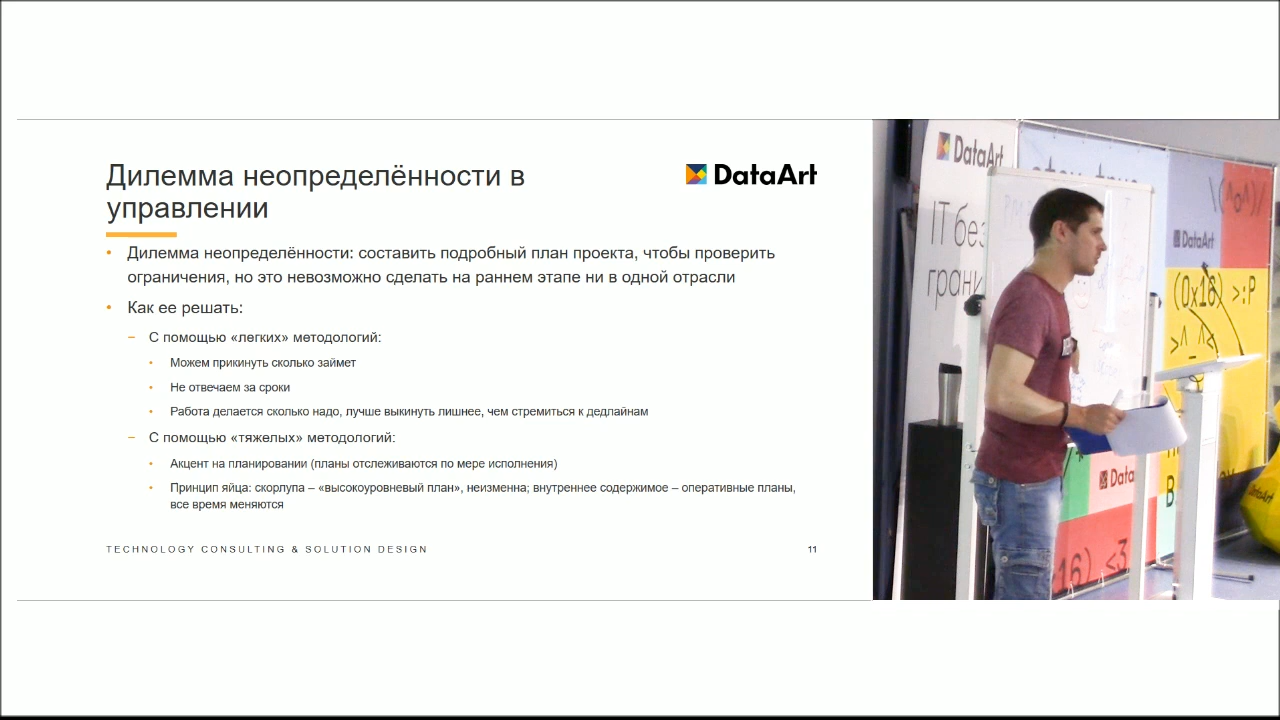 Дилемма неопределённости в
управлении
DataArt
Дилемма неопределённости: составить подробный план проекта, чтобы проверить
ограничения, но это невозможно сделать на раннем этапе ни в одной отрасли
Как ее решать:
С помощью «легких» методологий:
Можем прикинуть сколько займет
Не отвечаем за сроки
Работа делается сколько надо, лучше выкинуть лишнее, чем стремиться к дедлайнам
С помощью «тяжелых» методологий:
Акцент на планировании (планы отслеживаются по мере исполнения)
Принцип яйца: скорлупа – «высокоуровневый план», неизменна; внутреннее содержимое – оперативные планы,
все время меняются
TECHNOLOGY CONSULTING & SOLUTION DESIGN
11
DataArt
IT без
грани
DataArt
\(^o^)/
(0x16) >:P
>^_^<
DataA
x16) <3
DataArt